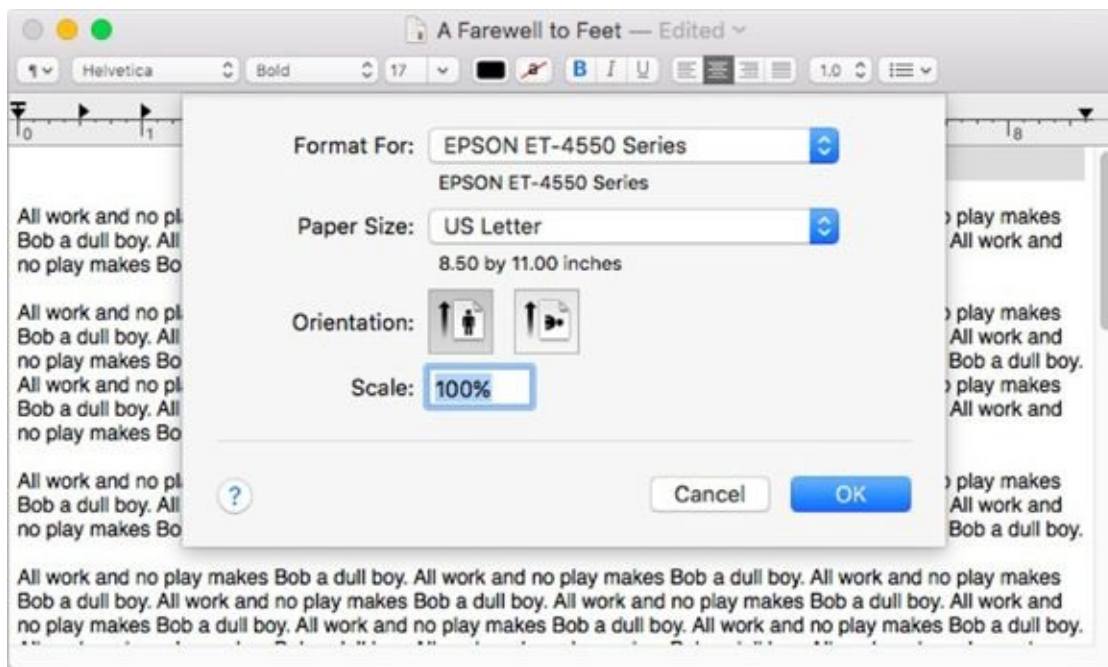 A Farewell to Feet — Edited
Helvetica Bold 17 a B I U 1.0
0 1 8
Format For: EPSON ET-4550 Series
EPSON ET-4550 Series
Paper Size: US Letter
8.50 by 11.00 inches
Orientation:
Scale: 100%
? Cancel OK
All work and no play makes
Bob a dull boy. All All work and
no play makes Bo
All work and no play makes
Bob a dull boy. All All work and
no play makes Bo Bob a dull boy.
All work and no play makes
Bob a dull boy. All All work and
no play makes Bo
All work and no play makes
Bob a dull boy. All All work and
no play makes Bo Bob a dull boy.
All work and no play makes Bob a dull boy. All work and no play makes Bob a dull boy. All work and no play makes
Bob a dull boy. All work and no play makes Bob a dull boy. All work and no play makes Bob a dull boy. All work and
no play makes Bob a dull boy. All work and no play makes Bob a dull boy. All work and no play makes Bob a dull boy.